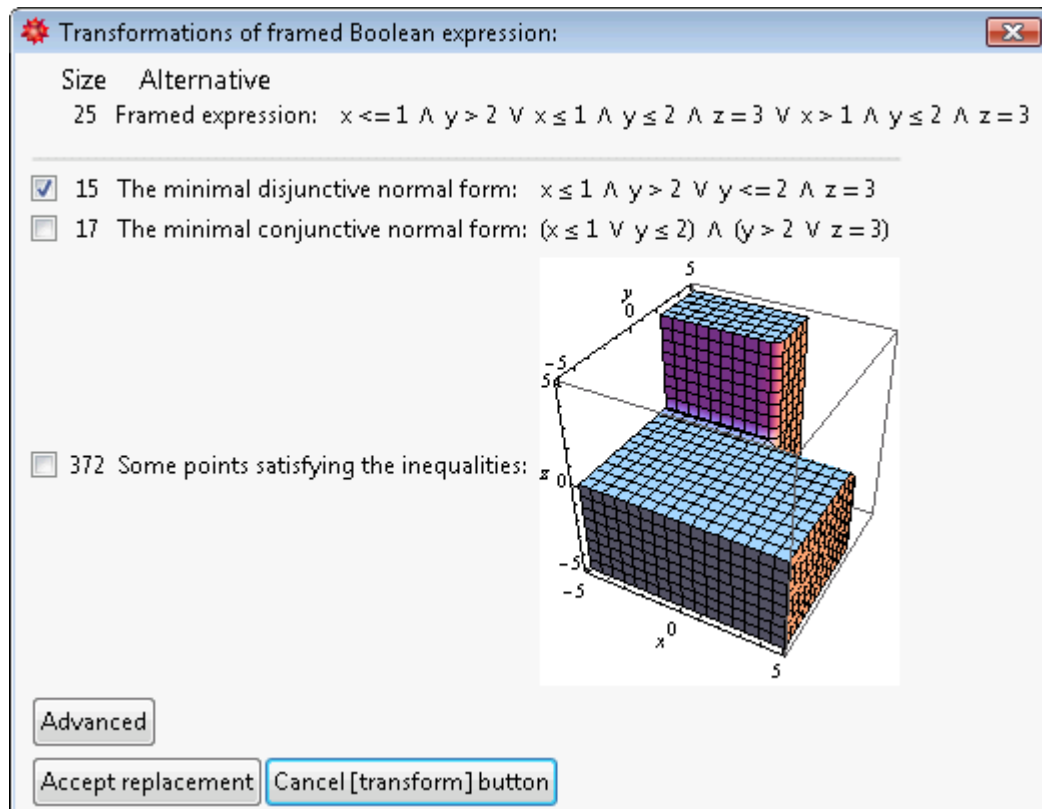 Transformations of framed Boolean expression:
Size Alternative
25 Framed expression: x <= 1 ∧ y > 2 ∨ x ≤ 1 ∧ y ≤ 2 ∧ z = 3 ∨ x > 1 ∧ y ≤ 2 ∧ z = 3
15 The minimal disjunctive normal form: x ≤ 1 ∧ y > 2 ∨ y <= 2 ∧ z = 3
17 The minimal conjunctive normal form: (x ≤ 1 ∨ y ≤ 2) ∧ (y > 2 ∨ z = 3)
5
y
0
-5
5
372 Some points satisfying the inequalities:
z 0
-5
-5
x 0
5
Advanced
Accept replacement
Cancel [transform] button